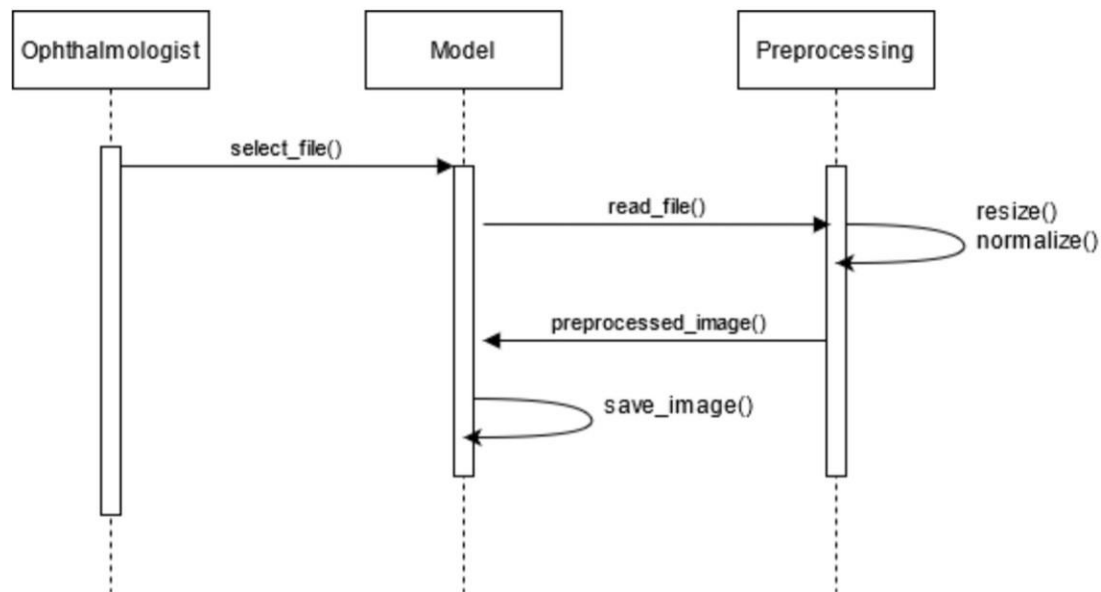 Ophthalmologist
Model
Preprocessing
select_file()
read_file()
resize()
normalize()
preprocessed_image()
save_image()